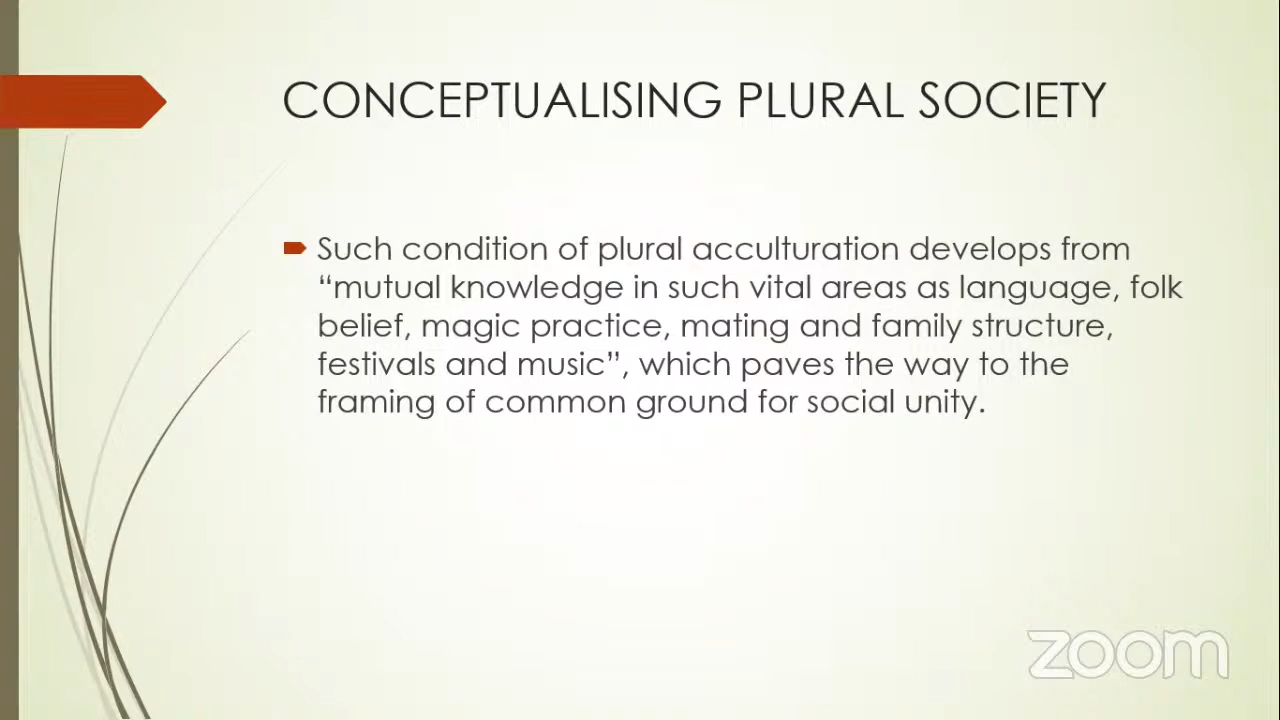 CONCEPTUALISING PLURAL SOCIETY
Such condition of plural acculturation develops from
“mutual knowledge in such vital areas as language, folk
belief, magic practice, mating and family structure,
festivals and music”, which paves the way to the
framing of common ground for social unity.
zoom